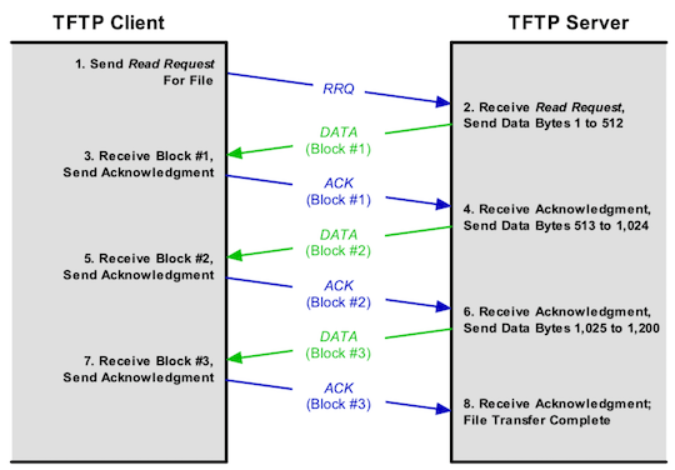 TFTP Client
TFTP Server
1. Send Read Request
For File
RRQ
2. Receive Read Request,
Send Data Bytes 1 to 512
DATA
(Block #1)
3. Receive Block #1,
Send Acknowledgment
ACK
(Block #1)
4. Receive Acknowledgment,
Send Data Bytes 513 to 1,024
DATA
(Block #2)
5. Receive Block #2,
Send Acknowledgment
ACK
(Block #2)
6. Receive Acknowledgment,
Send Data Bytes 1,025 to 1,200
DATA
(Block #3)
7. Receive Block #3,
Send Acknowledgment
ACK
(Block #3)
8. Receive Acknowledgment;
File Transfer Complete